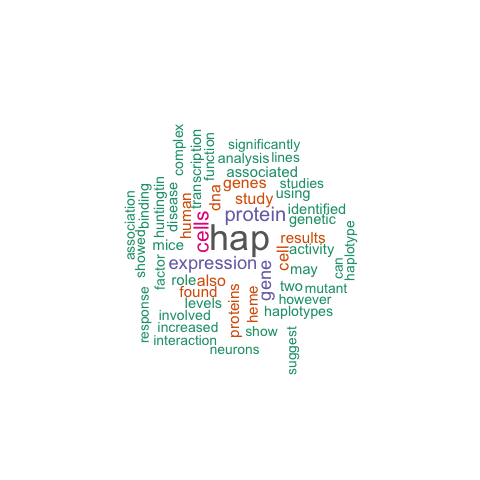 significantly
analysis lines
associated
genes
studies
study
using
protein
identified
genetic
hap
results
activity
expression
may
mice
role
also
two
mutant
found
however
levels
haplotypes
involved
increased
show
interaction
neurons
complex
transcription
function
dna
human
cells
disease
huntingtin
binding
association
showed
factor
response
proteins
heme
gene
cell
can
haplotype
suggest